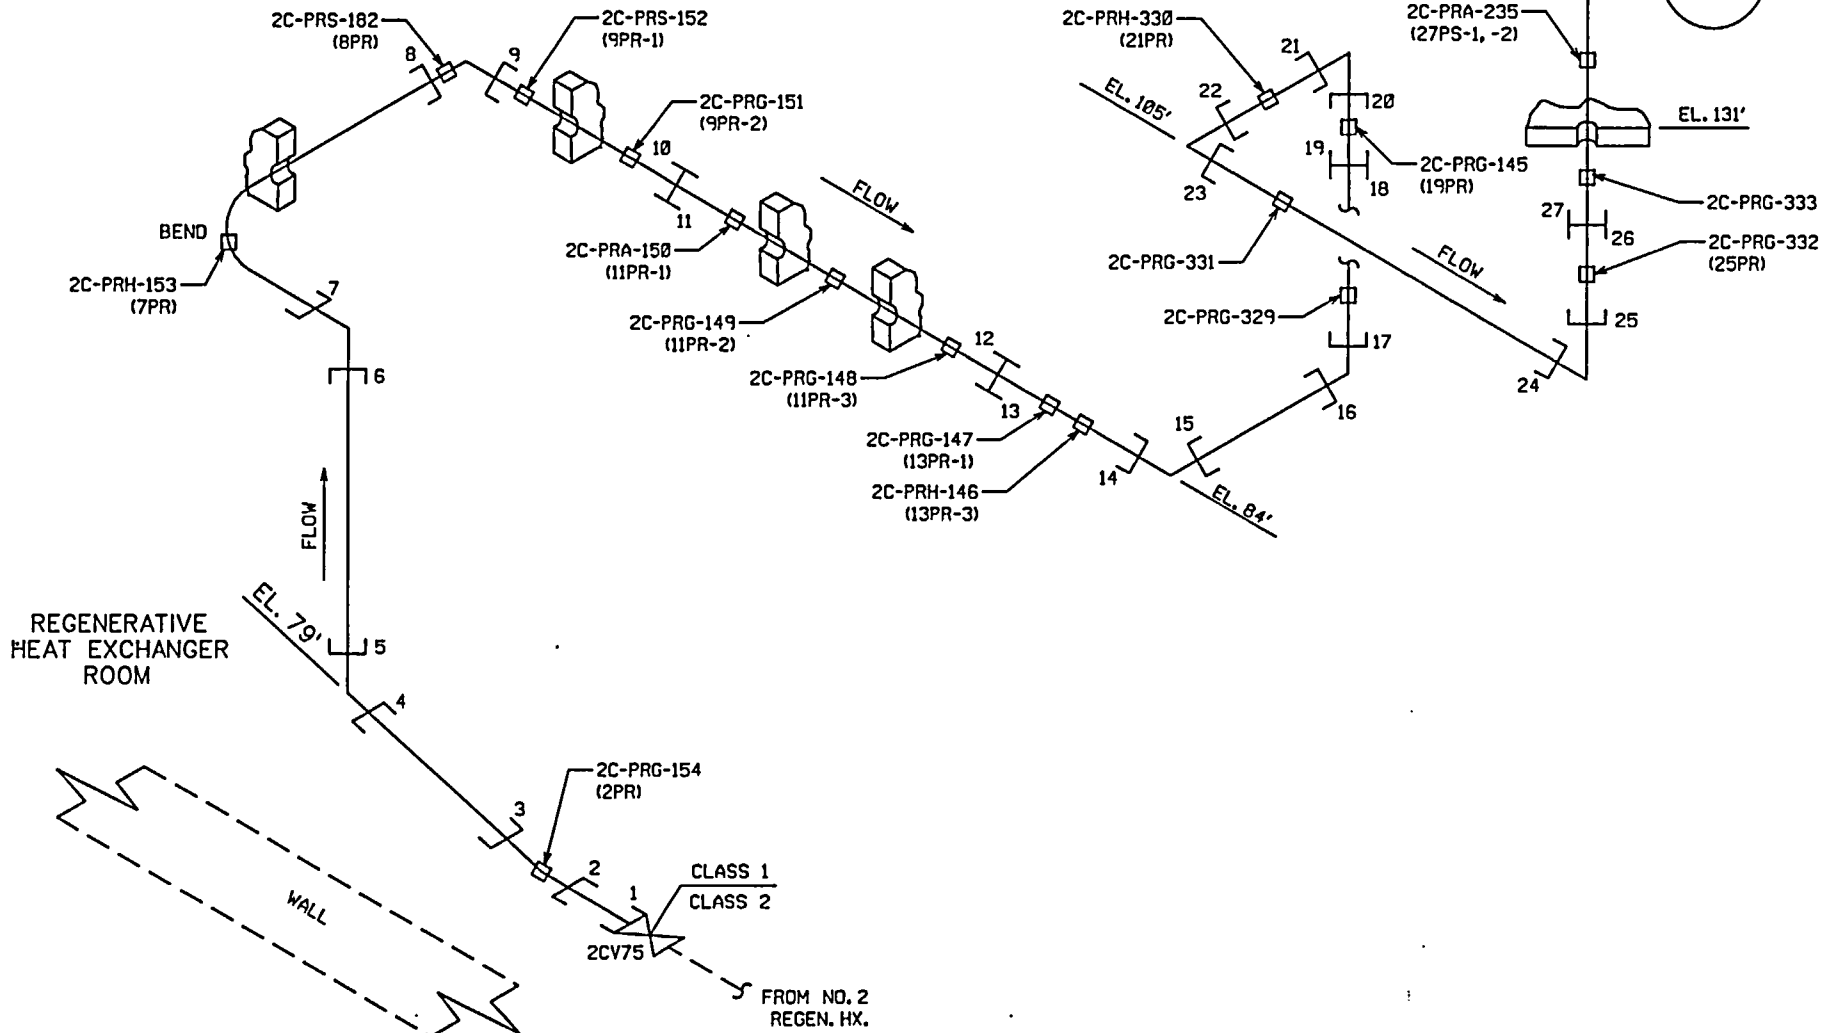 2C-PRS-182
(8PR)
8
9
2C-PRS-152
(9PR-1)
2C-PRG-151
(9PR-2)
10
11
BEND
2C-PRH-153
(7PR)
7
6
2C-PRA-150
(11PR-1)
2C-PRG-149
(11PR-2)
2C-PRG-148
(11PR-3)
12
13
2C-PRG-147
(13PR-1)
2C-PRH-146
(13PR-3)
14
15
16
17
EL. 84'
FLOW
2C-PRH-330
(21PR)
21
22
EL. 105'
20
19
18
2C-PRG-145
(19PR)
23
2C-PRG-331
2C-PRG-329
FLOW
24
25
2C-PRA-235
(27PS-1, -2)
EL. 131'
2C-PRG-333
27
26
2C-PRG-332
(25PR)
FLOW
EL. 79'
5
REGENERATIVE
HEAT EXCHANGER
ROOM
4
3
2C-PRG-154
(2PR)
2
1
CLASS 1
CLASS 2
2CV75
WALL
FROM NO. 2
REGEN. HX.